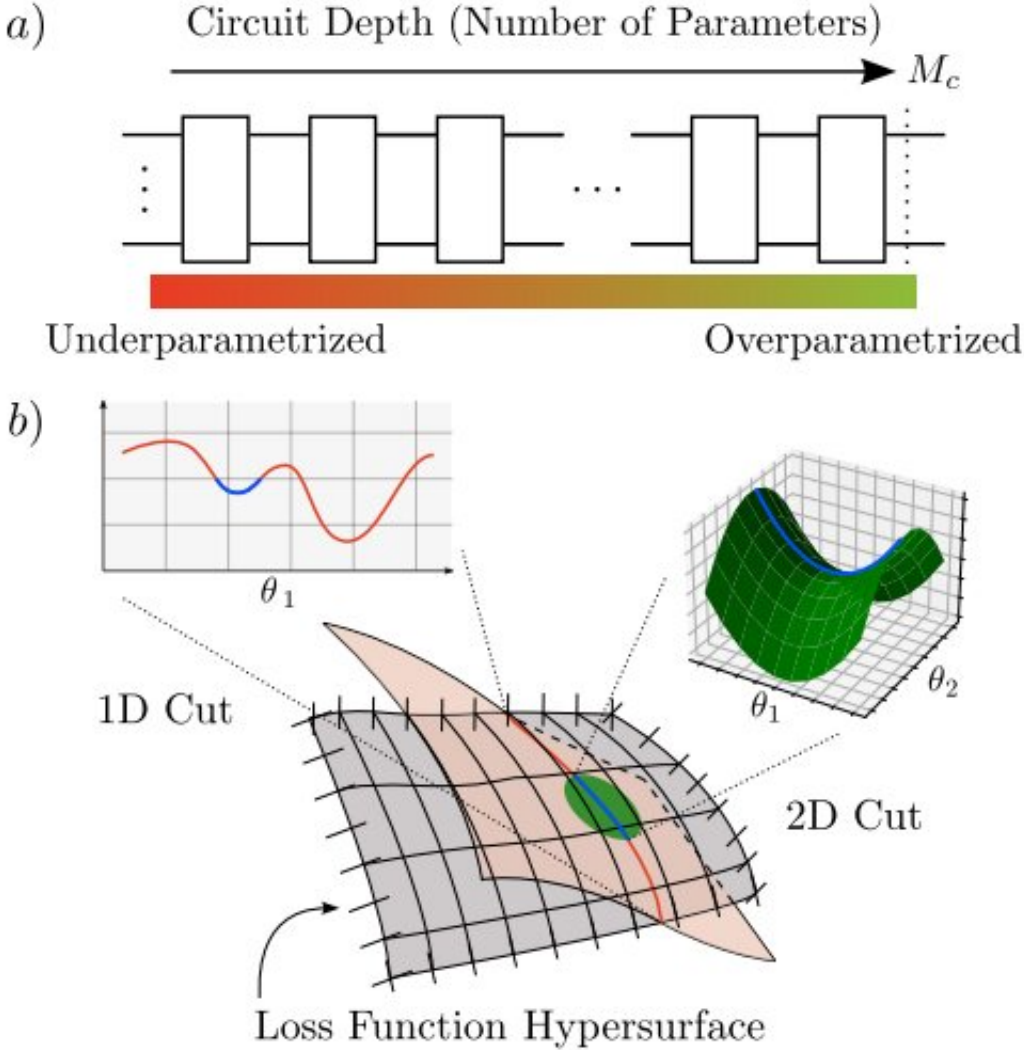 a)
Circuit Depth (Number of Parameters)
M_c
Underparametrized
Overparametrized
b)
θ₁
θ₁
θ₂
1D Cut
2D Cut
Loss Function Hypersurface